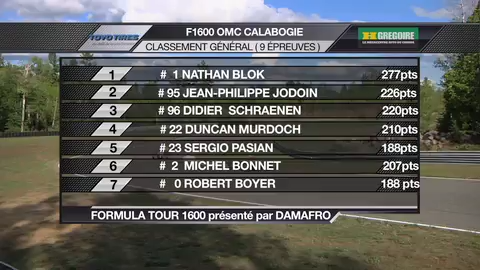 TOYO TIRES
F1600 OMC CALABOGIE
H GREGOIRE
CLASSEMENT GÉNÉRAL ( 9 ÉPREUVES )
1 # 1 NATHAN BLOK 277pts
2 # 95 JEAN-PHILIPPE JODOIN 226pts
3 # 96 DIDIER SCHRAENEN 220pts
4 # 22 DUNCAN MURDOCH 210pts
5 # 23 SERGIO PASIAN 188pts
6 # 2 MICHEL BONNET 207pts
7 # 0 ROBERT BOYER 188 pts
FORMULA TOUR 1600 présenté par DAMAFRO